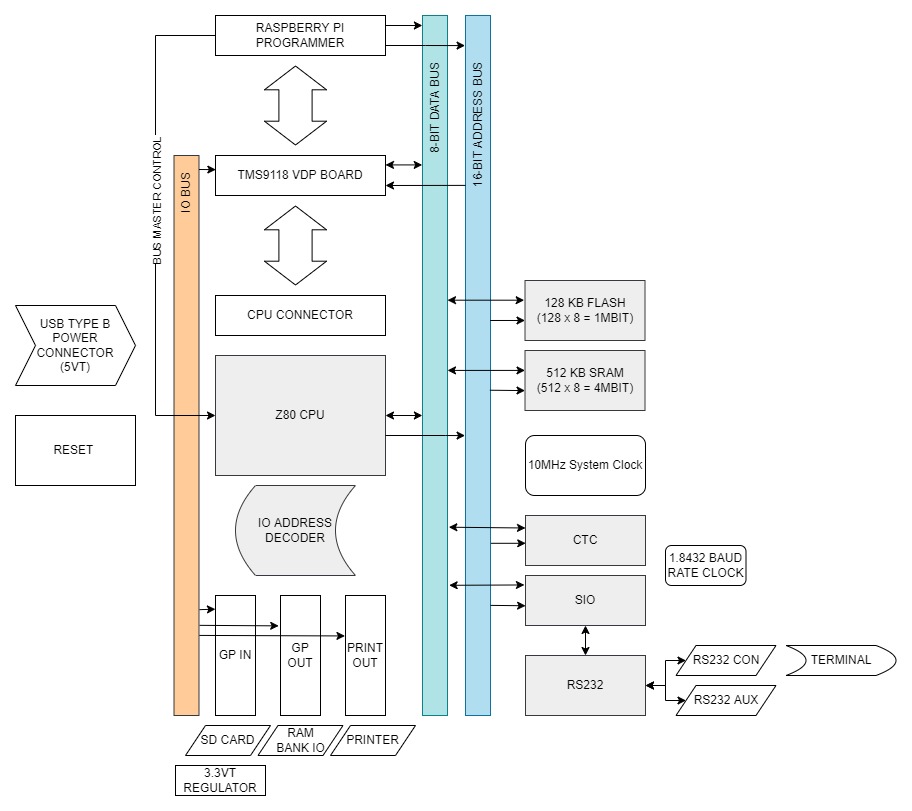 RASPBERRY PI
PROGRAMMER
8-BIT DATA BUS
16-BIT ADDRESS BUS
BUS MASTER CONTROL
IO BUS
TMS9118 VDP BOARD
CPU CONNECTOR
128 KB FLASH
(128 x 8 = 1MBIT)
USB TYPE B
POWER
CONNECTOR
(5VT)
512 KB SRAM
(512 x 8 = 4MBIT)
Z80 CPU
RESET
10MHz System Clock
IO ADDRESS
DECODER
CTC
1.8432 BAUD
RATE CLOCK
SIO
GP IN
GP
OUT
PRINT
OUT
RS232
RS232 CON
TERMINAL
RS232 AUX
SD CARD
RAM
BANK IO
PRINTER
3.3VT
REGULATOR